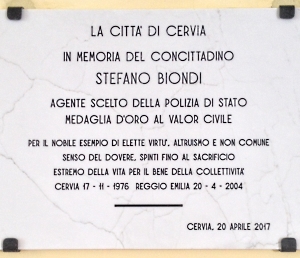 LA CITTA' DI CERVIA
IN MEMORIA DEL CONCITTADINO
STEFANO BIONDI
AGENTE SCELTO DELLA POLIZIA DI STATO
MEDAGLIA D'ORO AL VALOR CIVILE
PER IL NOBILE ESEMPIO DI ELETTE VIRTU', ALTRUISMO E NON COMUNE
SENSO DEL DOVERE, SPINTI FINO AL SACRIFICIO
ESTREMO DELLA VITA PER IL BENE DELLA COLLETTIVITA'
CERVIA 17 - 11 - 1976 REGGIO EMILIA 20 - 4 - 2004
CERVIA, 20 APRILE 2017